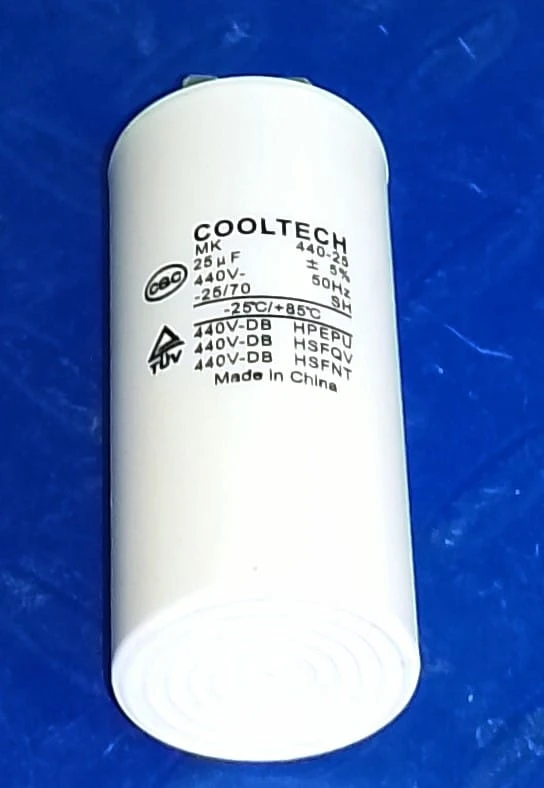 COOLTECH
MK 440-25
25µF ± 5%
440V- 50Hz
-25/70 SH
-25℃/+85℃
440V-DB HPEPU
440V-DB HSFQV
440V-DB HSFNT
Made in China
TÜV